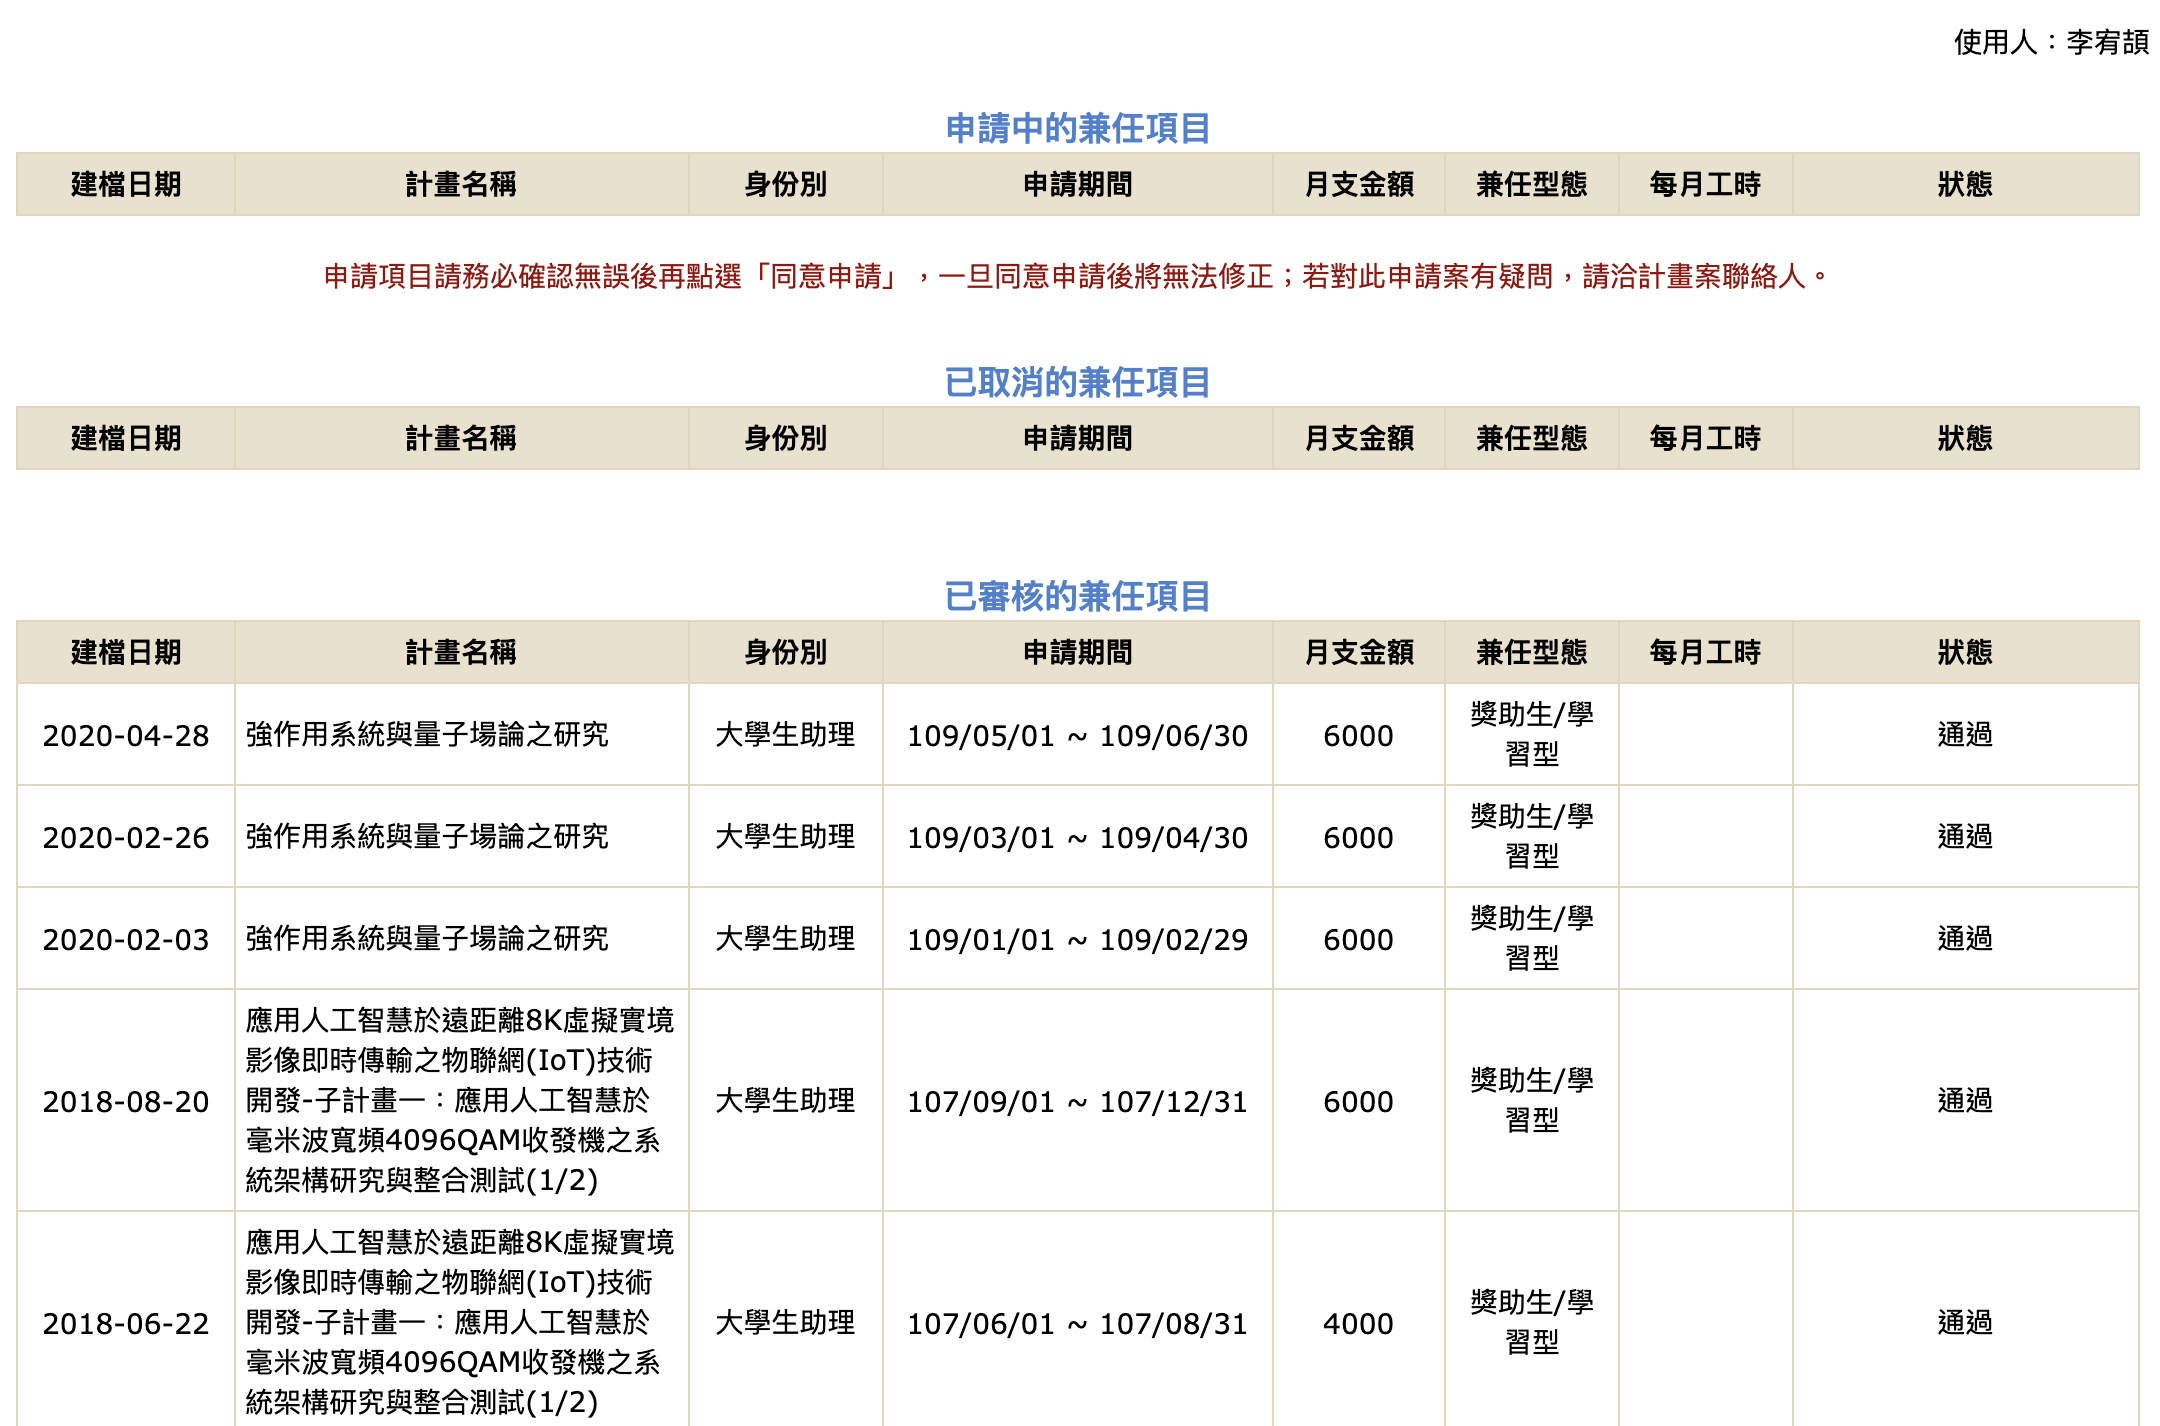 使用人：李宥頡
申請中的兼任項目
建檔日期 計畫名稱 身份別 申請期間 月支金額 兼任型態 每月工時 狀態
申請項目請務必確認無誤後再點選「同意申請」，一旦同意申請後將無法修正；若對此申請案有疑問，請洽計畫案聯絡人。
已取消的兼任項目
建檔日期 計畫名稱 身份別 申請期間 月支金額 兼任型態 每月工時 狀態
已審核的兼任項目
建檔日期 計畫名稱 身份別 申請期間 月支金額 兼任型態 每月工時 狀態
2020-04-28 強作用系統與量子場論之研究 大學生助理 109/05/01 ~ 109/06/30 6000 獎助生/學
習型 通過
2020-02-26 強作用系統與量子場論之研究 大學生助理 109/03/01 ~ 109/04/30 6000 獎助生/學
習型 通過
2020-02-03 強作用系統與量子場論之研究 大學生助理 109/01/01 ~ 109/02/29 6000 獎助生/學
習型 通過
2018-08-20 應用人工智慧於遠距離8K虛擬實境
影像即時傳輸之物聯網(IoT)技術
開發-子計畫一：應用人工智慧於
毫米波寬頻4096QAM收發機之系
統架構研究與整合測試(1/2) 大學生助理 107/09/01 ~ 107/12/31 6000 獎助生/學
習型 通過
2018-06-22 應用人工智慧於遠距離8K虛擬實境
影像即時傳輸之物聯網(IoT)技術
開發-子計畫一：應用人工智慧於
毫米波寬頻4096QAM收發機之系
統架構研究與整合測試(1/2) 大學生助理 107/06/01 ~ 107/08/31 4000 獎助生/學
習型 通過